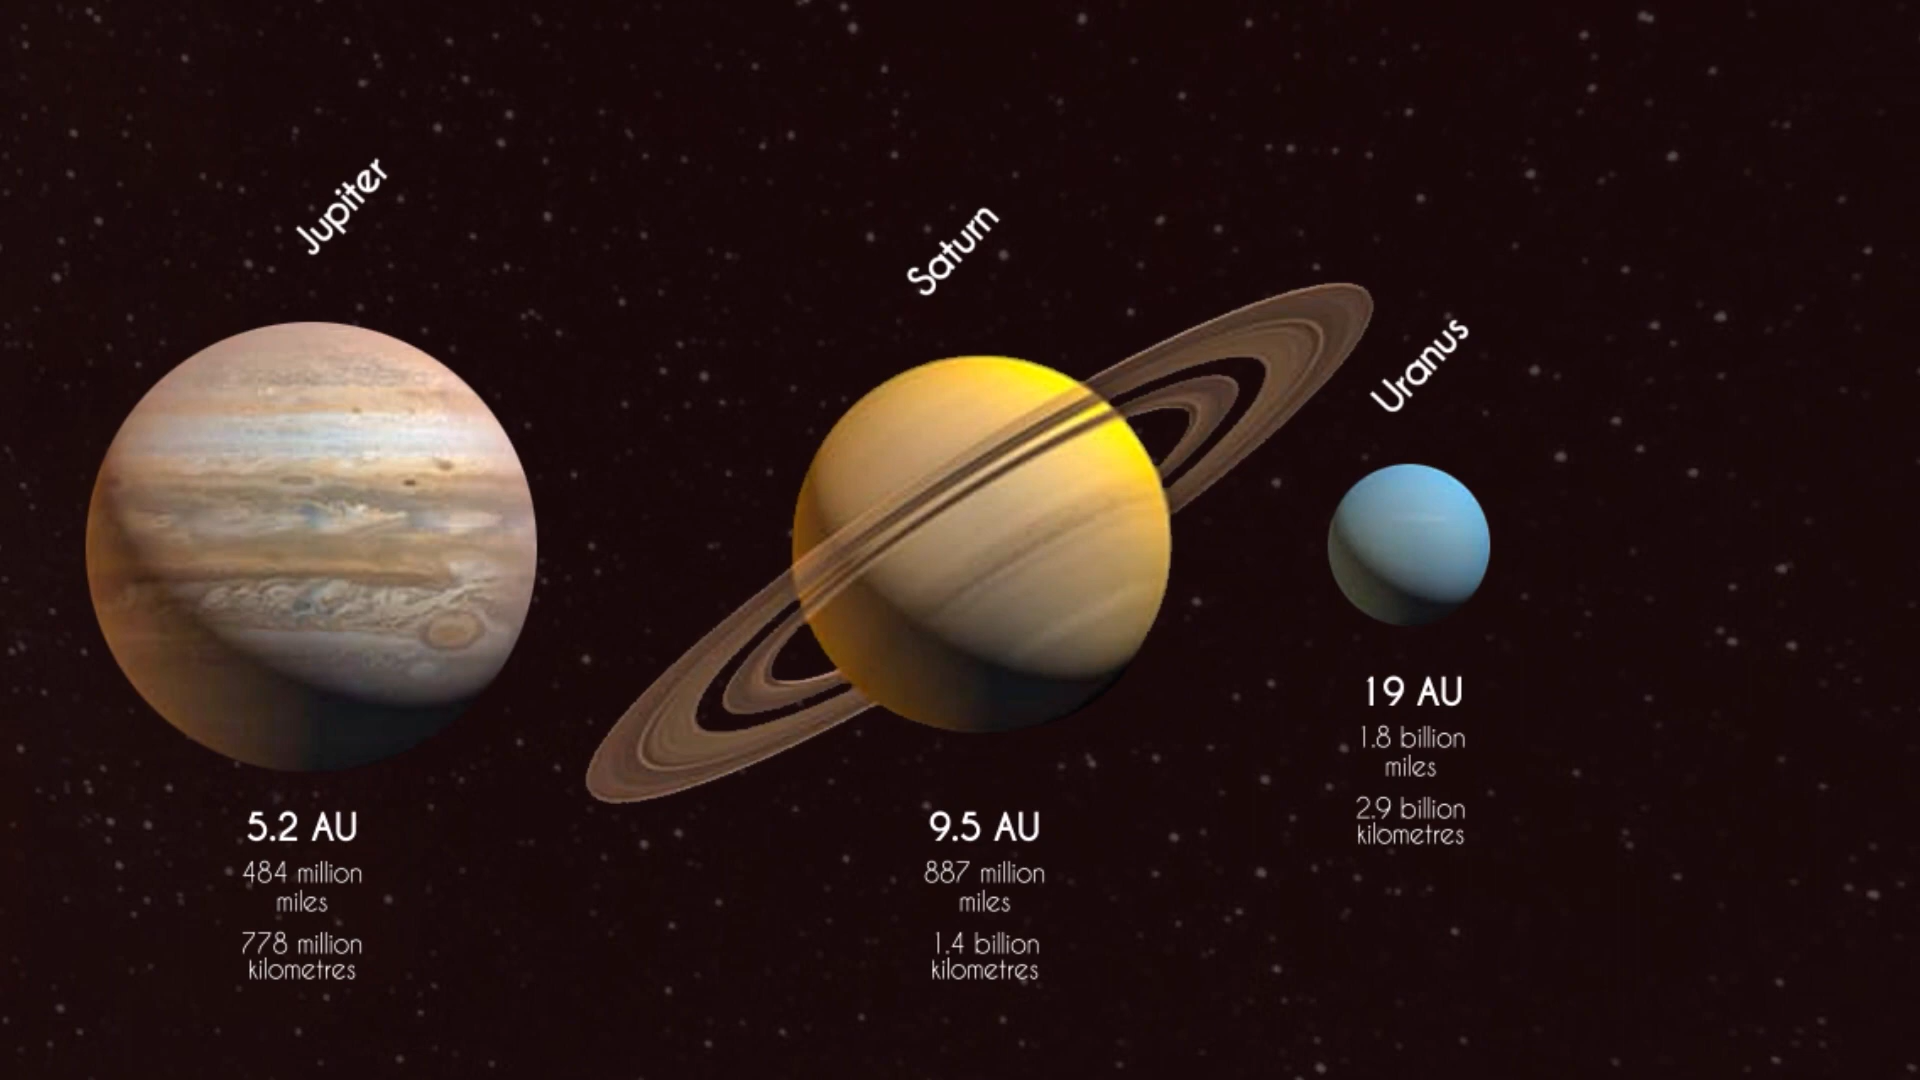 Jupiter
5.2 AU
484 million
miles
778 million
kilometres
Saturn
9.5 AU
887 million
miles
1.4 billion
kilometres
Uranus
19 AU
1.8 billion
miles
2.9 billion
kilometres